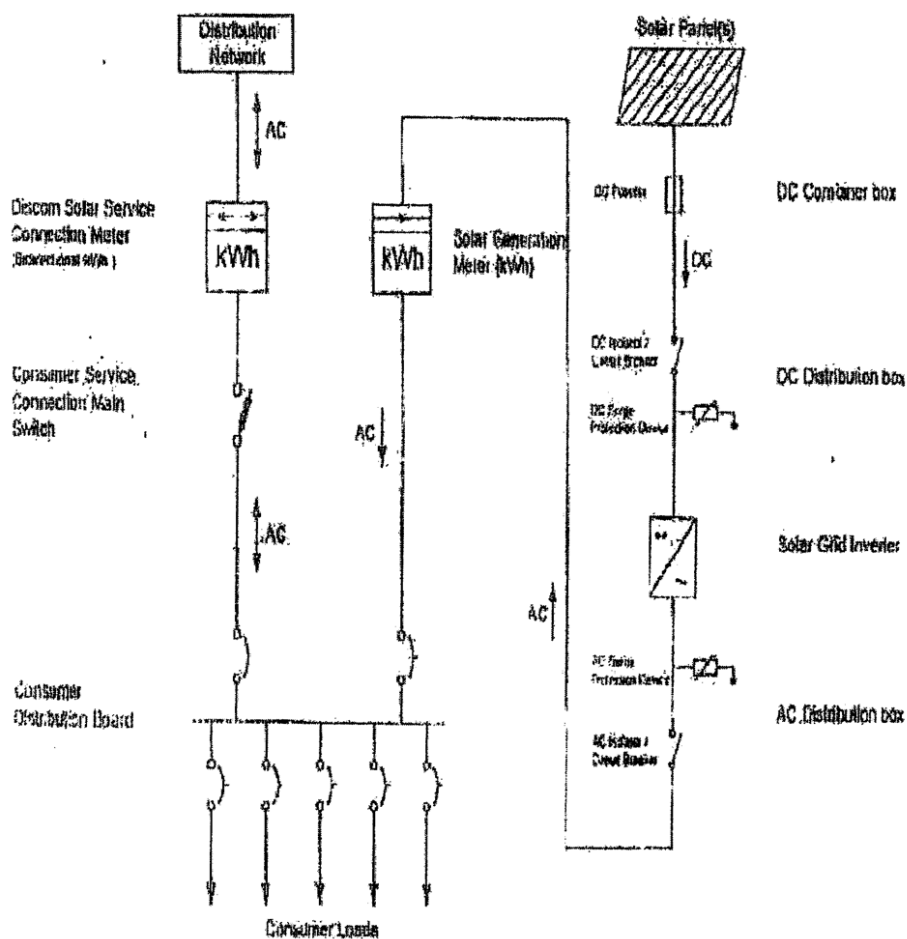 Distribution
Network
AC
Discom Solar Service
Connection Meter
kWh
Consumer Service
Connection Main
Switch
AC
Consumer
Distribution Board
Consumer Loads
kWh
Solar Generation
Meter (kWh)
AC
AC
Solar Panel(s)
DC Combiner box
DC
DC Distribution box
DC Surge
Solar Grid Inverter
AC Distribution box